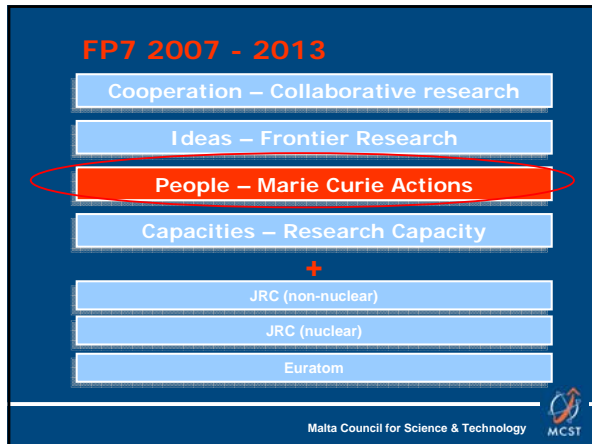 FP7 2007 - 2013
Cooperation – Collaborative research
Ideas – Frontier Research
People – Marie Curie Actions
Capacities – Research Capacity
+
JRC (non-nuclear)
JRC (nuclear)
Euratom
Malta Council for Science & Technology
MCST